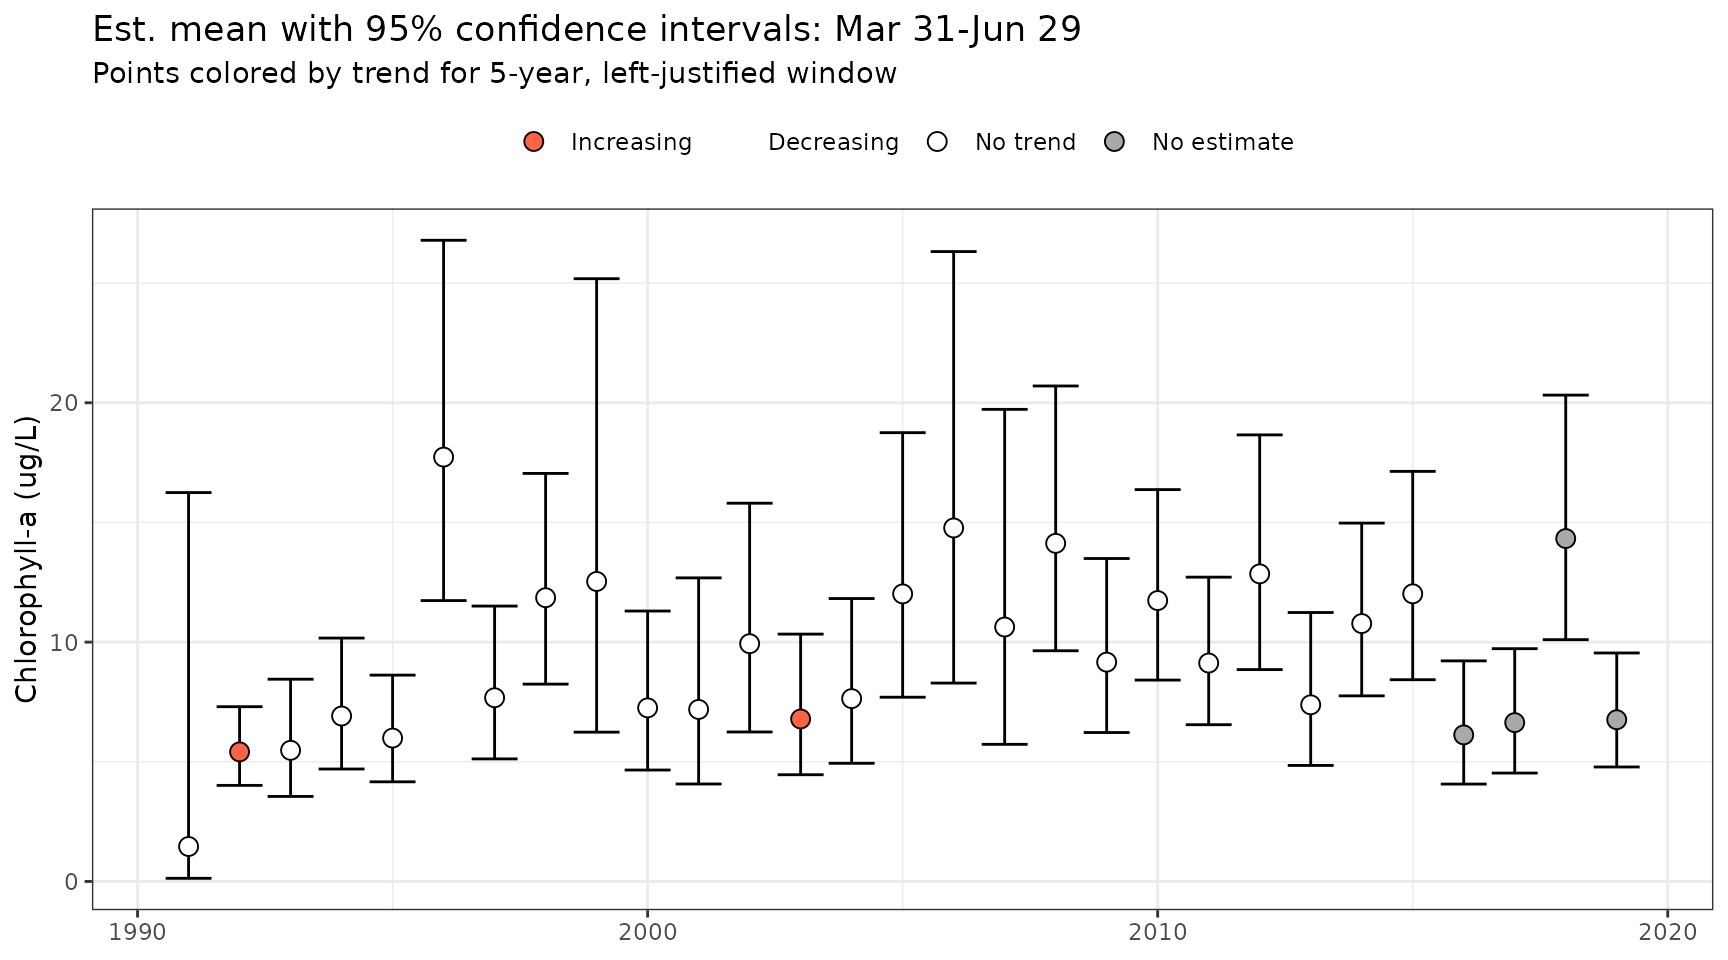 Est. mean with 95% confidence intervals: Mar 31-Jun 29
Points colored by trend for 5-year, left-justified window
Increasing Decreasing No trend No estimate
Chlorophyll-a (ug/L)
20
10
0
1990 2000 2010 2020